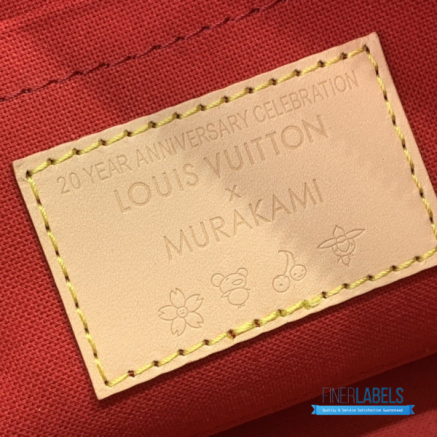 20 YEAR ANNIVERSARY CELEBRATION
LOUIS VUITTON
x
MURAKAMI
FINERLABELS
Quality & Service Satisfaction Guaranteed